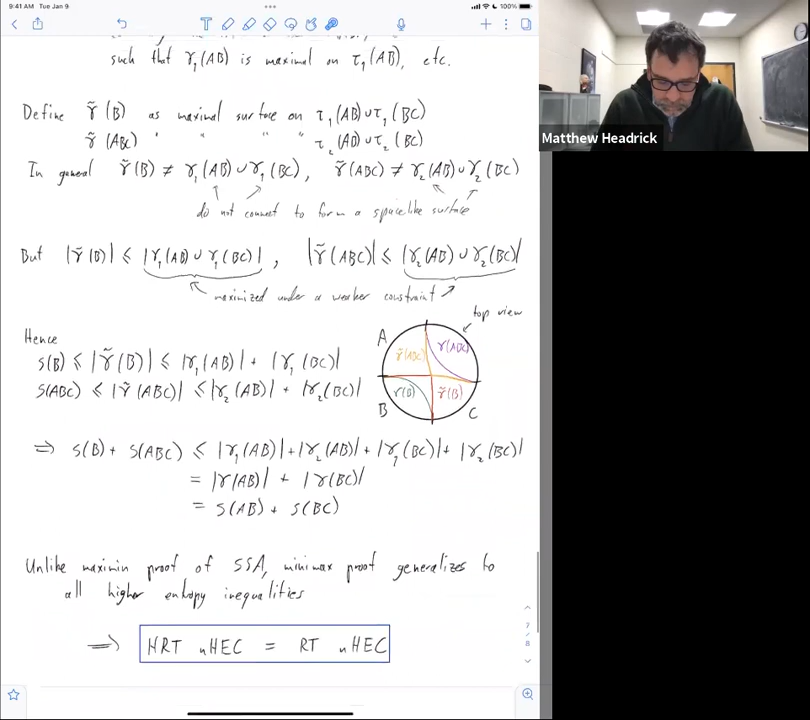 9:41 AM Tue Jan 9
100%
such that γ₁(AB) is maximal on τ₁(AB), etc.
Define γ̃(B) as maximal surface on τ₁(AB)∪τ₁(BC)
γ̃(ABC) " " " " τ₂(AB)∪τ₂(BC)
In general γ̃(B) ≠ γ₁(AB)∪γ₁(BC), γ̃(ABC) ≠ γ₂(AB)∪γ₂(BC)
do not connect to form a spacelike surface
But |γ̃(B)| ≤ |γ₁(AB)∪γ₁(BC)|, |γ̃(ABC)| ≤ |γ₂(AB)∪γ₂(BC)|
maximized under a weaker constraint
top view
Hence
S(B) ≤ |γ̃(B)| ≤ |γ₁(AB)| + |γ₁(BC)|
S(ABC) ≤ |γ̃(ABC)| ≤ |γ₂(AB)| + |γ₂(BC)|
A
γ̃(ABC)
γ(ABC)
γ(B)
γ̃(B)
B
C
⇒ S(B) + S(ABC) ≤ |γ₁(AB)| + |γ₂(AB)| + |γ₁(BC)| + |γ₂(BC)|
= |γ(AB)| + |γ(BC)|
= S(AB) + S(BC)
Unlike maximin proof of SSA, minimax proof generalizes to
all higher entropy inequalities
⇒ HRT nHEC = RT nHEC
7
8
Matthew Headrick